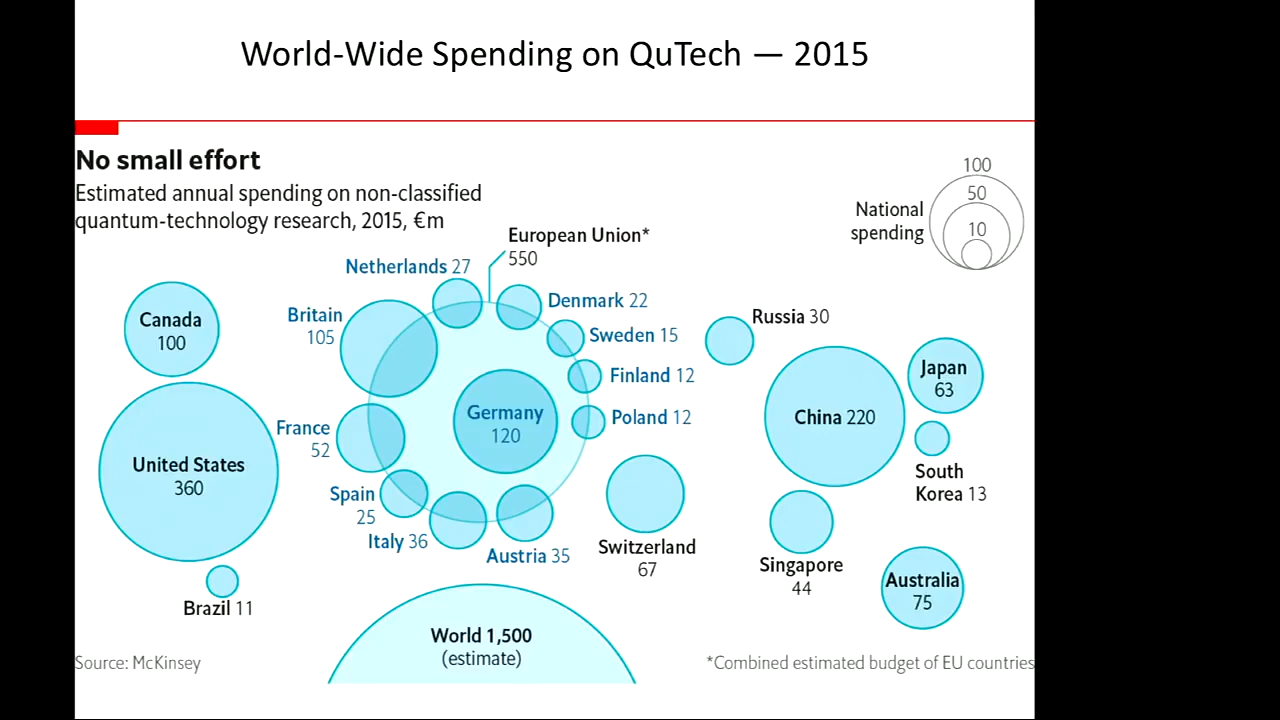 World-Wide Spending on QuTech — 2015
No small effort
Estimated annual spending on non-classified
quantum-technology research, 2015, €m
100
50
10
National
spending
European Union*
550
Netherlands 27
Denmark 22
Britain
105
Sweden 15
Finland 12
Poland 12
Germany
120
France
52
Spain
25
Italy 36
Austria 35
Canada
100
United States
360
Brazil 11
Switzerland
67
Russia 30
China 220
Japan
63
South
Korea 13
Singapore
44
Australia
75
World 1,500
(estimate)
Source: McKinsey
*Combined estimated budget of EU countries